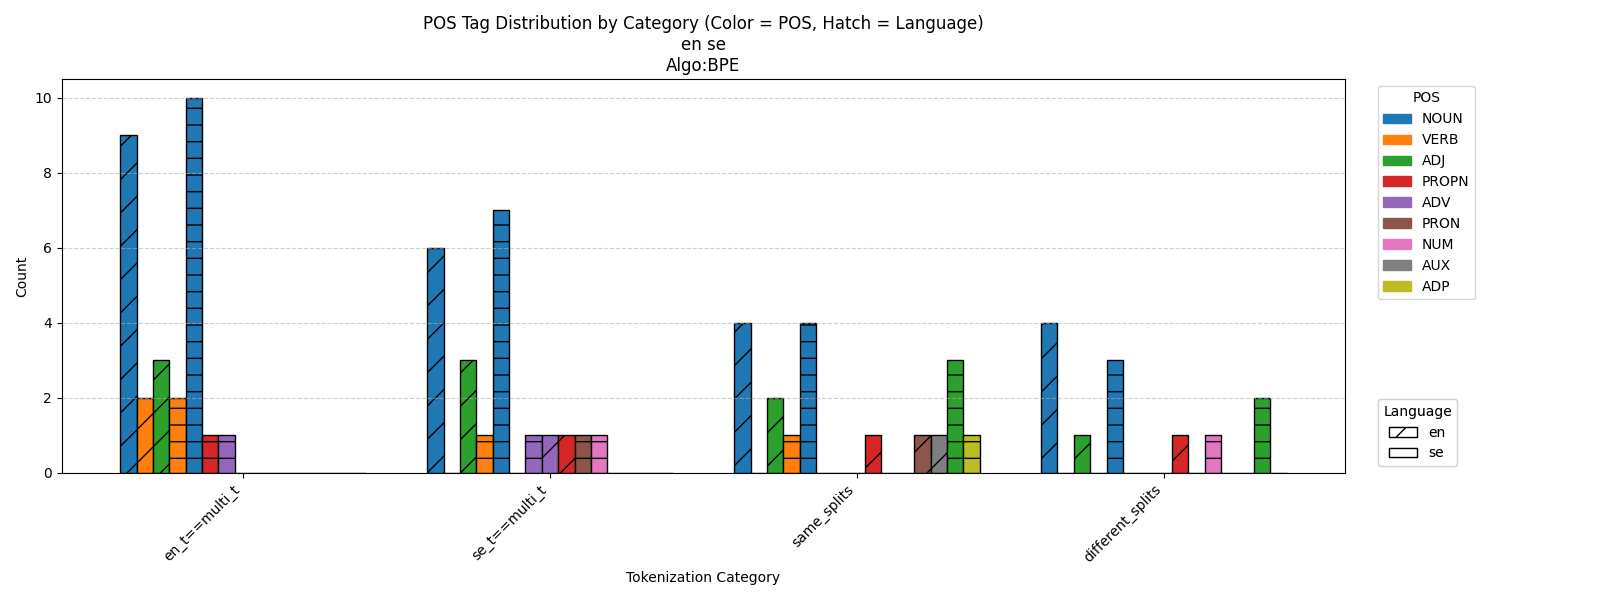 POS Tag Distribution by Category (Color = POS, Hatch = Language)
en se
Algo:BPE
Count
10
8
6
4
2
0
en_t==multi_t
se_t==multi_t
same_splits
different_splits
Tokenization Category
POS
NOUN
VERB
ADJ
PROPN
ADV
PRON
NUM
AUX
ADP
Language
en
se